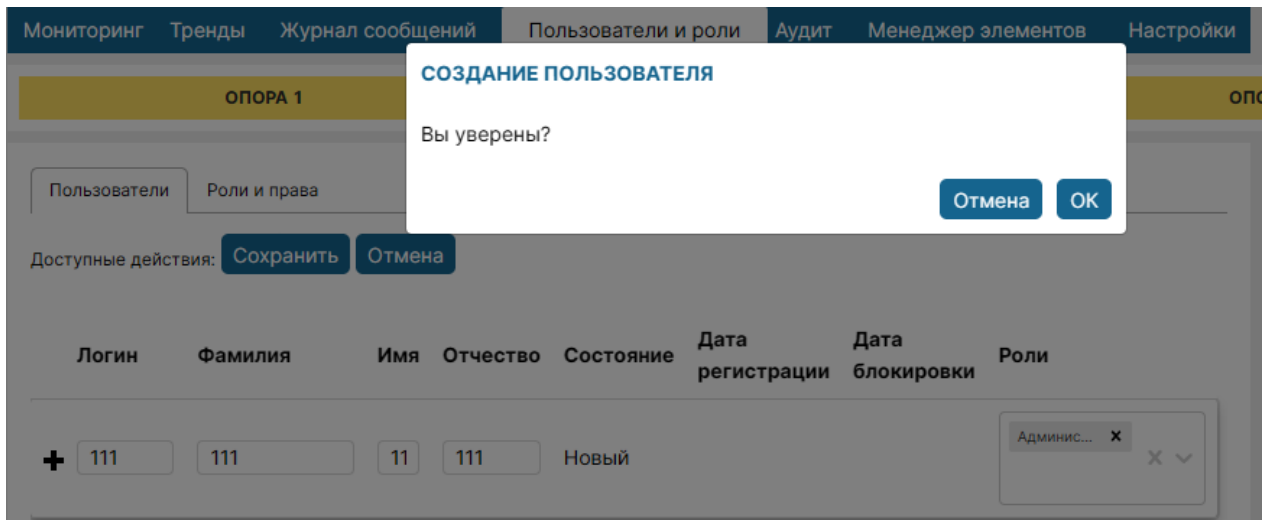 Мониторинг Тренды Журнал сообщений Пользователи и роли Аудит Менеджер элементов Настройки
СОЗДАНИЕ ПОЛЬЗОВАТЕЛЯ
Вы уверены?
Отмена ОК
ОПОРА 1
Пользователи Роли и права
Доступные действия: Сохранить Отмена
Логин Фамилия Имя Отчество Состояние Дата регистрации Дата блокировки Роли
111 111 11 111 Новый Админис...